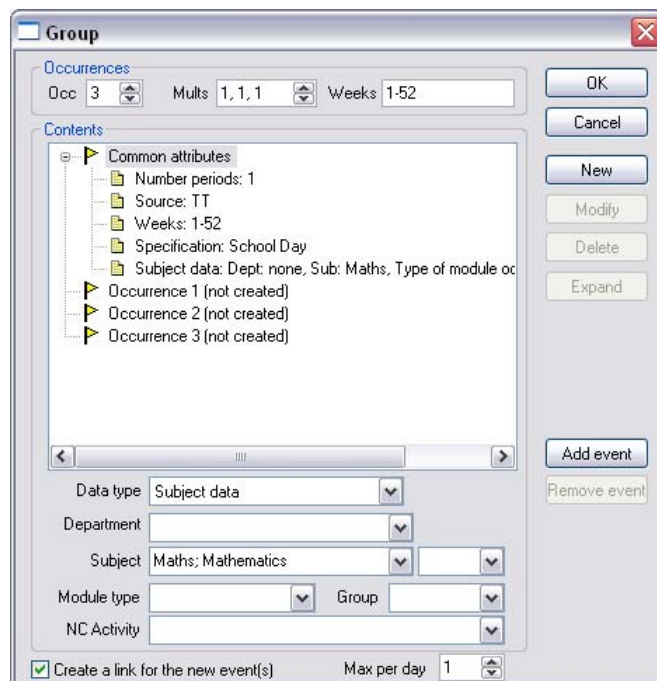 Group
Occurrences
Occ 3 Mults 1, 1, 1 Weeks 1-52
OK
Cancel
Contents
Common attributes
Number periods: 1
Source: TT
Weeks: 1-52
Specification: School Day
Subject data: Dept: none, Sub: Maths, Type of module oc
Occurrence 1 (not created)
Occurrence 2 (not created)
Occurrence 3 (not created)
New
Modify
Delete
Expand
Add event
Remove event
Data type Subject data
Department
Subject Maths; Mathematics
Module type Group
NC Activity
Create a link for the new event(s) Max per day 1